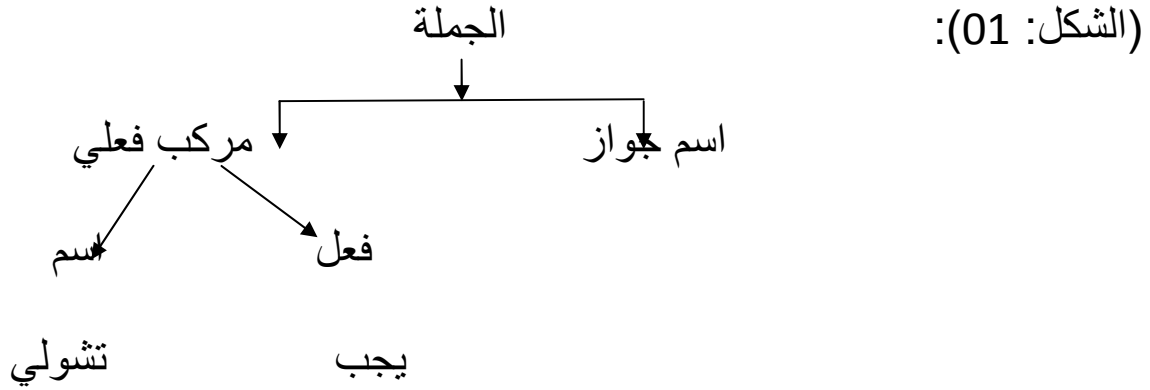 (الشكل: 01):
الجملة
اسم جواز مركب فعلي
فعل اسم
يجب تشولي